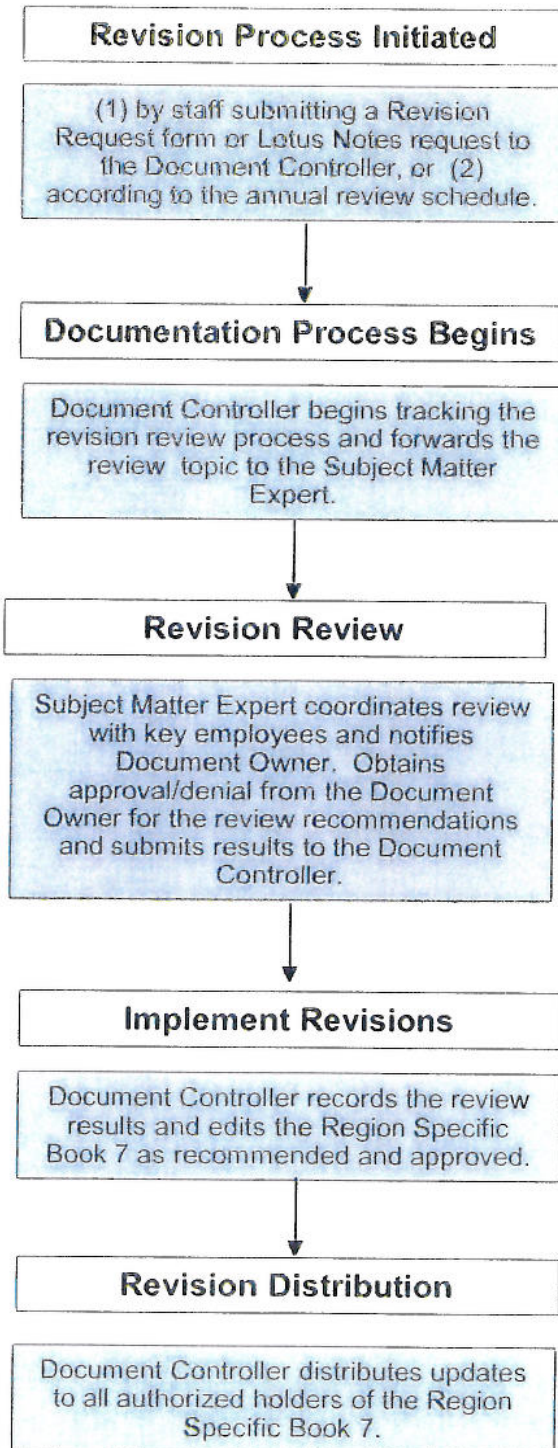 Revision Process Initiated
(1) by staff submitting a Revision
Request form or Lotus Notes request to
the Document Controller, or (2)
according to the annual review schedule.
Documentation Process Begins
Document Controller begins tracking the
revision review process and forwards the
review topic to the Subject Matter
Expert.
Revision Review
Subject Matter Expert coordinates review
with key employees and notifies
Document Owner. Obtains
approval/denial from the Document
Owner for the review recommendations
and submits results to the Document
Controller.
Implement Revisions
Document Controller records the review
results and edits the Region Specific
Book 7 as recommended and approved.
Revision Distribution
Document Controller distributes updates
to all authorized holders of the Region
Specific Book 7.